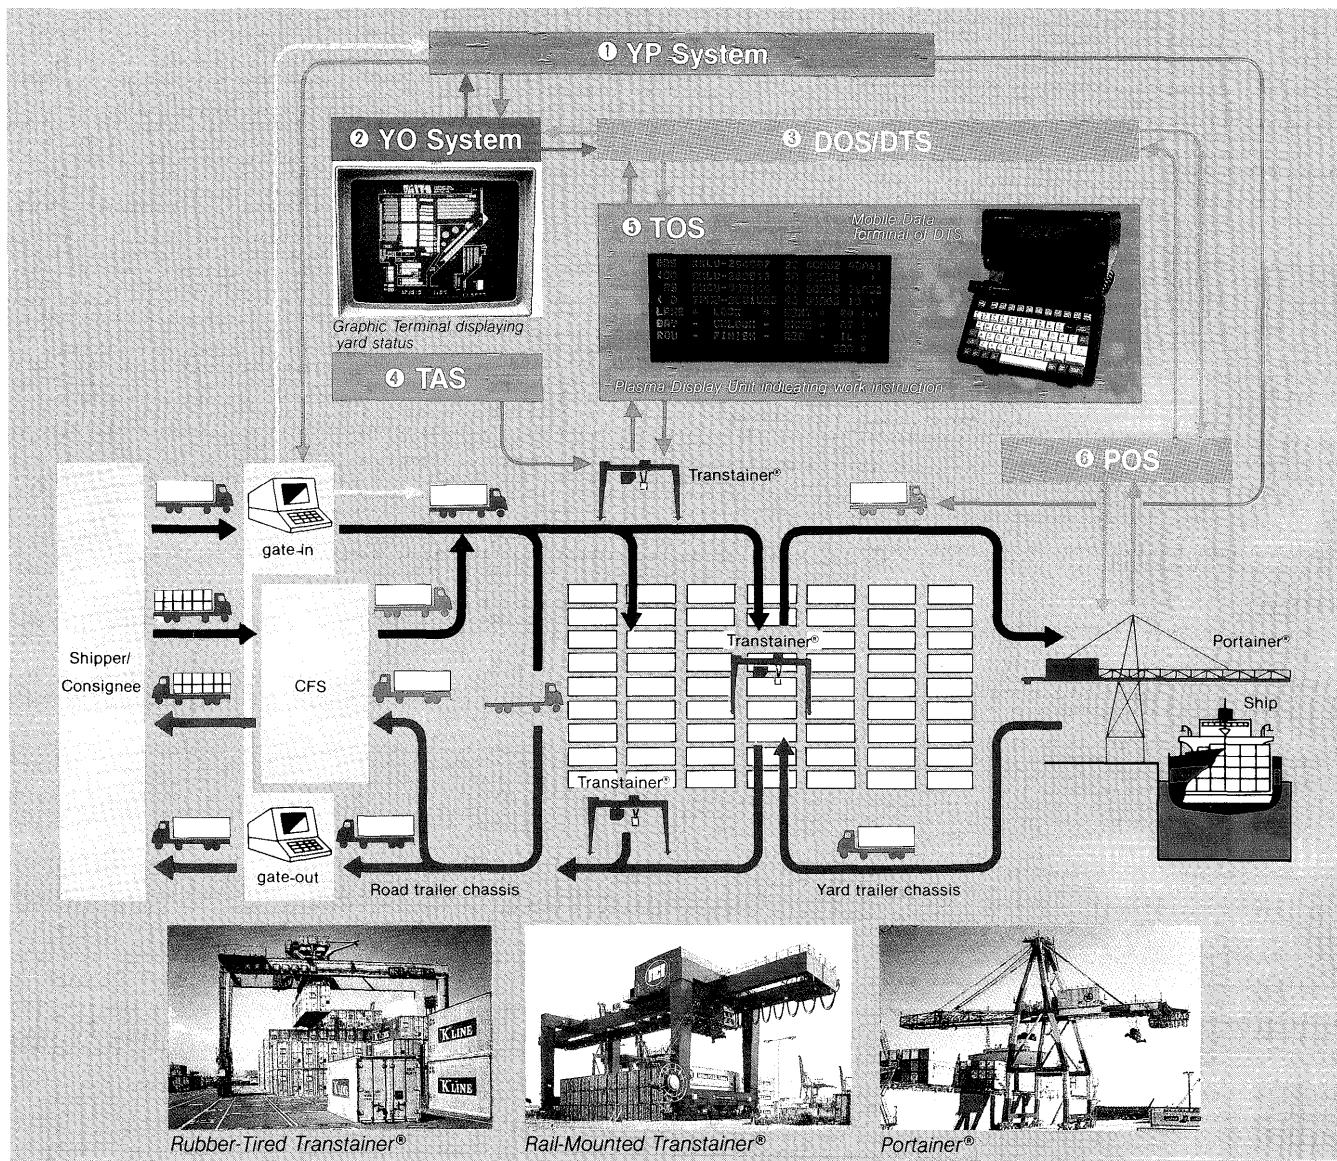 ❶ YP System
❷ YO System
❸ DOS/DTS
❺ TOS
Mobile Data
Terminal of DTS
Graphic Terminal displaying
yard status
Plasma Display Unit indicating work instruction
❹ TAS
❻ POS
Transtainer®
gate-in
Shipper/
Consignee
CFS
Transtainer®
Portainer®
Ship
Transtainer®
gate-out
Road trailer chassis
Yard trailer chassis
K LINE
K LINE
Rubber-Tired Transtainer®
Rail-Mounted Transtainer®
Portainer®